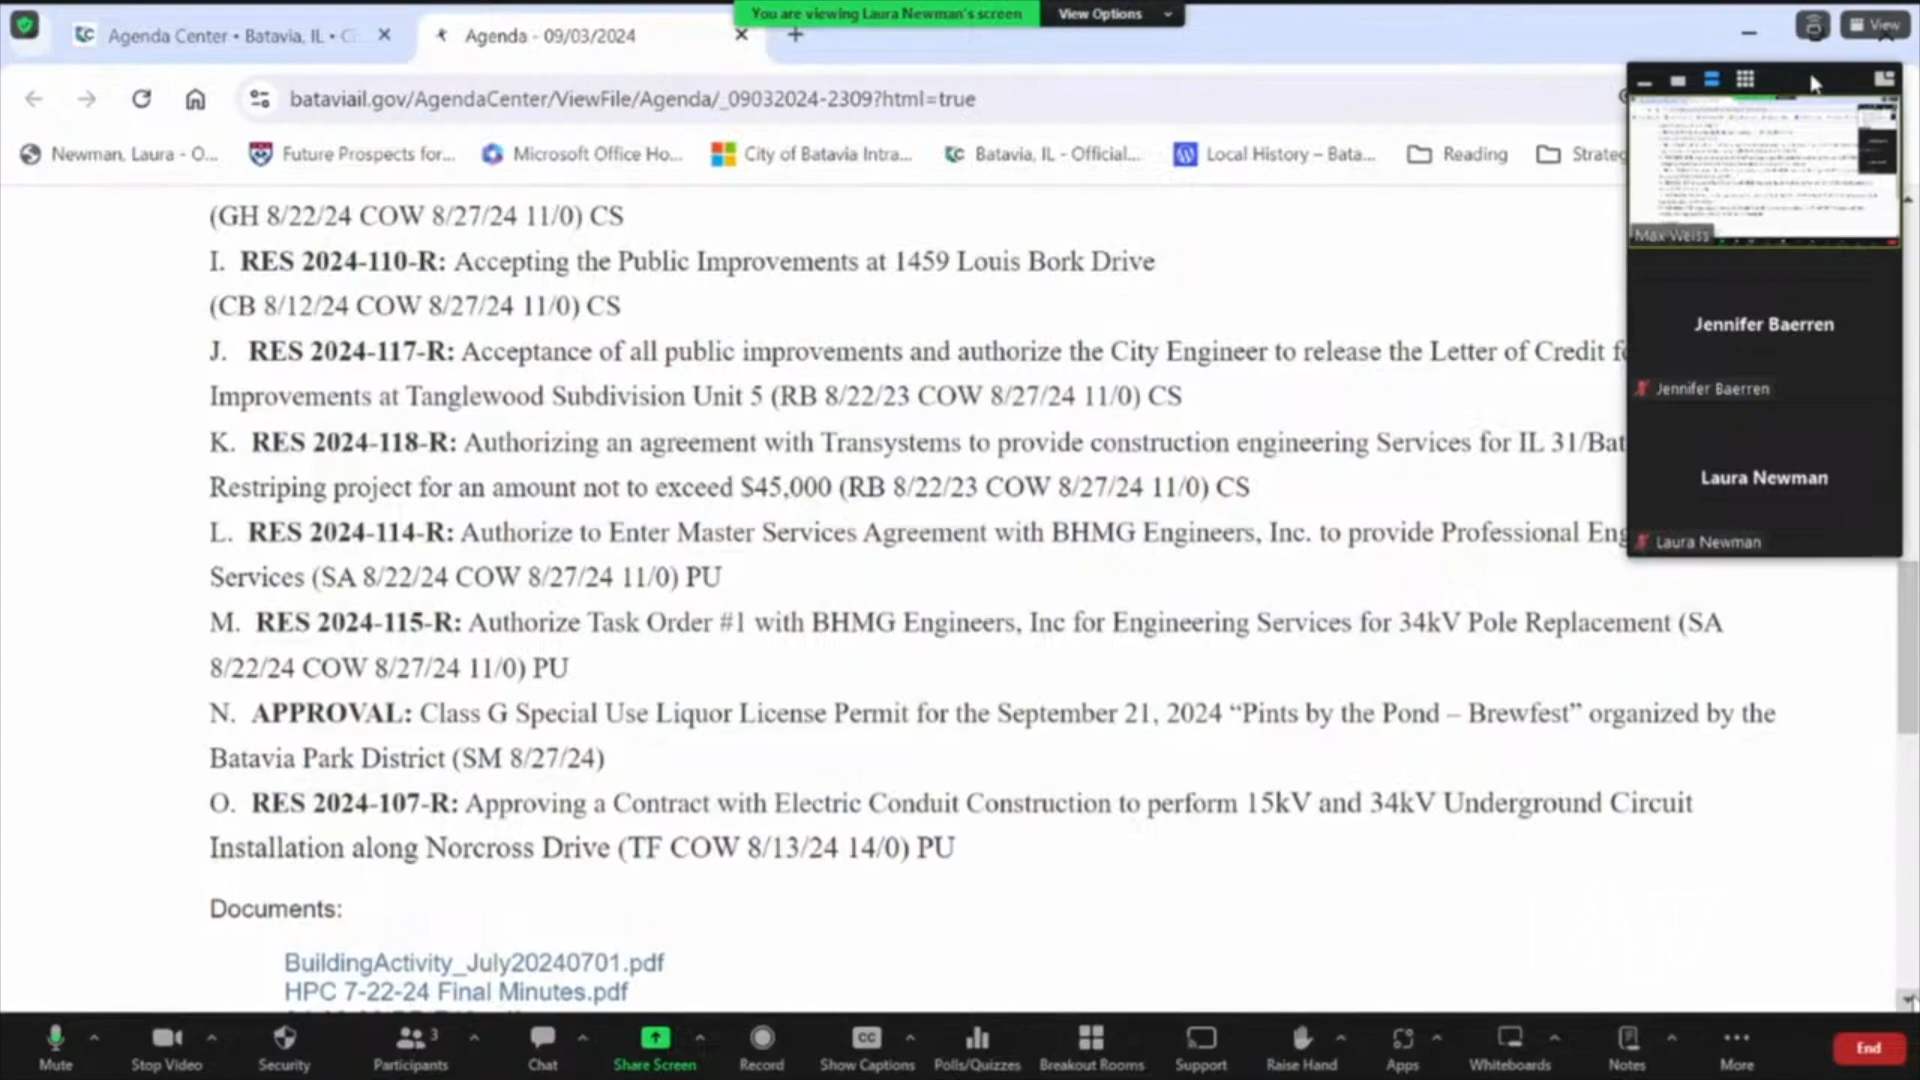 You are viewing Laura Newman's screen
View Options
View
Agenda Center • Batavia, IL • Ci
Agenda - 09/03/2024
bataviail.gov/AgendaCenter/ViewFile/Agenda/_09032024-2309?html=true
Newman, Laura - O...
Future Prospects for...
Microsoft Office Ho...
City of Batavia Intra...
Batavia, IL - Official...
Local History – Bata...
Reading
Strateg
(GH 8/22/24 COW 8/27/24 11/0) CS
I. RES 2024-110-R: Accepting the Public Improvements at 1459 Louis Bork Drive
(CB 8/12/24 COW 8/27/24 11/0) CS
J. RES 2024-117-R: Acceptance of all public improvements and authorize the City Engineer to release the Letter of Credit f
Improvements at Tanglewood Subdivision Unit 5 (RB 8/22/23 COW 8/27/24 11/0) CS
K. RES 2024-118-R: Authorizing an agreement with Transystems to provide construction engineering Services for IL 31/Bat
Restriping project for an amount not to exceed $45,000 (RB 8/22/23 COW 8/27/24 11/0) CS
L. RES 2024-114-R: Authorize to Enter Master Services Agreement with BHMG Engineers, Inc. to provide Professional Eng
Services (SA 8/22/24 COW 8/27/24 11/0) PU
M. RES 2024-115-R: Authorize Task Order #1 with BHMG Engineers, Inc for Engineering Services for 34kV Pole Replacement (SA
8/22/24 COW 8/27/24 11/0) PU
N. APPROVAL: Class G Special Use Liquor License Permit for the September 21, 2024 “Pints by the Pond – Brewfest” organized by the
Batavia Park District (SM 8/27/24)
O. RES 2024-107-R: Approving a Contract with Electric Conduit Construction to perform 15kV and 34kV Underground Circuit
Installation along Norcross Drive (TF COW 8/13/24 14/0) PU
Documents:
BuildingActivity_July20240701.pdf
HPC 7-22-24 Final Minutes.pdf
Max Weiss
Jennifer Baerren
Jennifer Baerren
Laura Newman
Laura Newman
Mute
Stop Video
Security
Participants
3
Chat
Share Screen
Record
CC
Show Captions
Polls/Quizzes
Breakout Rooms
Support
Raise Hand
Apps
Whiteboards
Notes
More
End